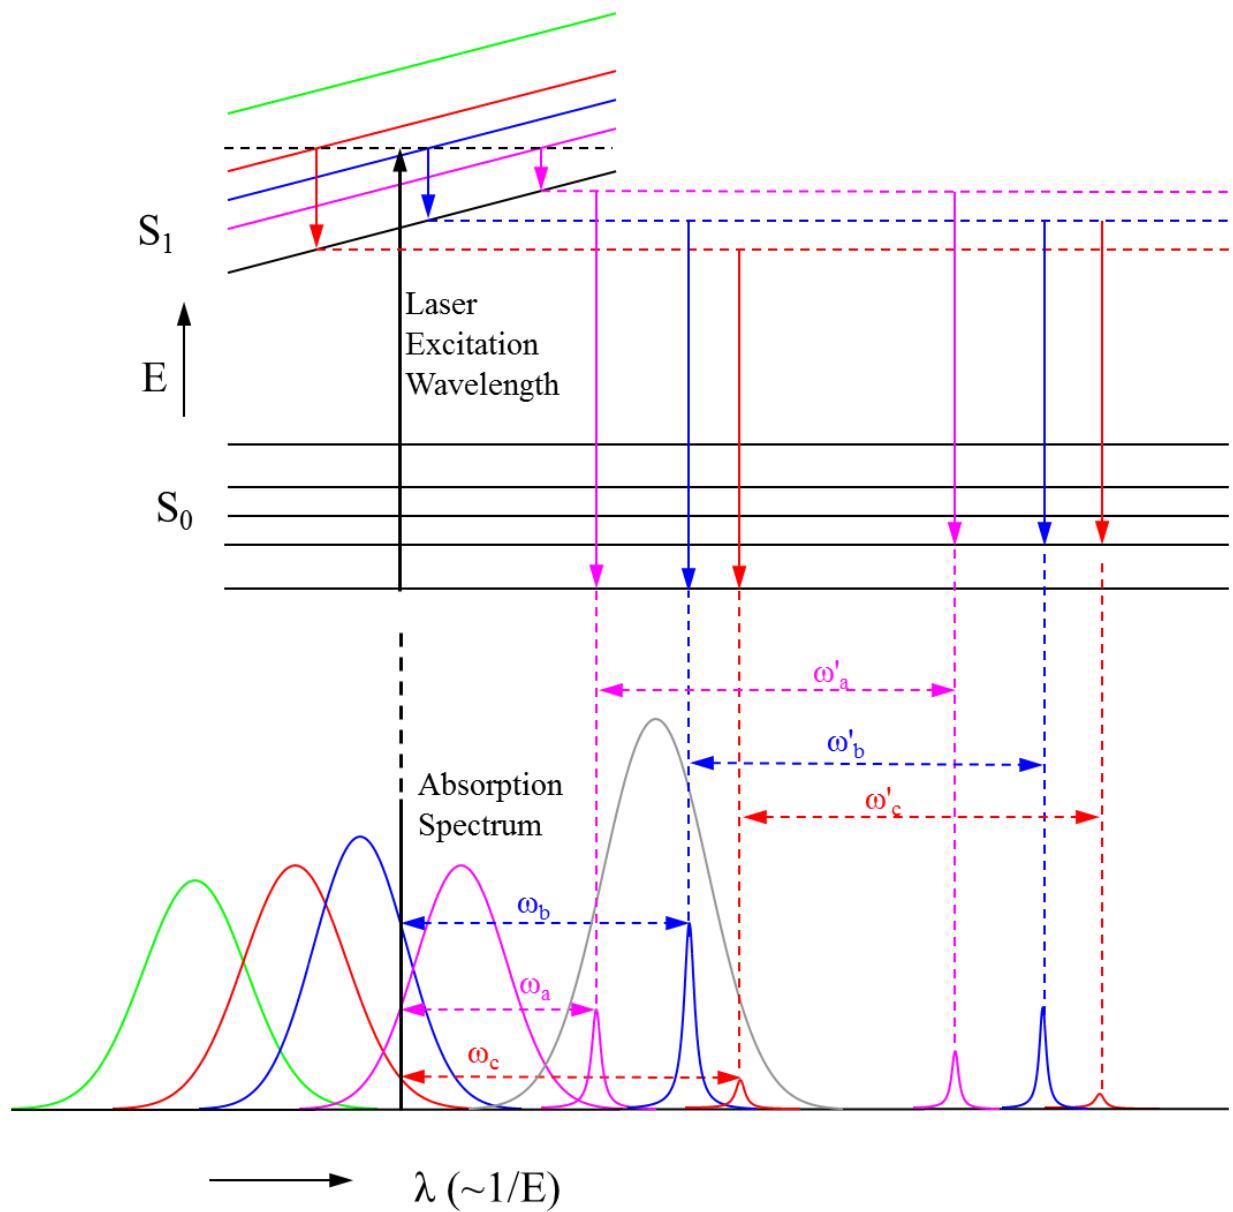 S₁
Laser
Excitation
Wavelength
E
S₀
ω'ₐ
ω'b
Absorption
Spectrum
ω'c
ωb
ωₐ
ωc
λ (~1/E)